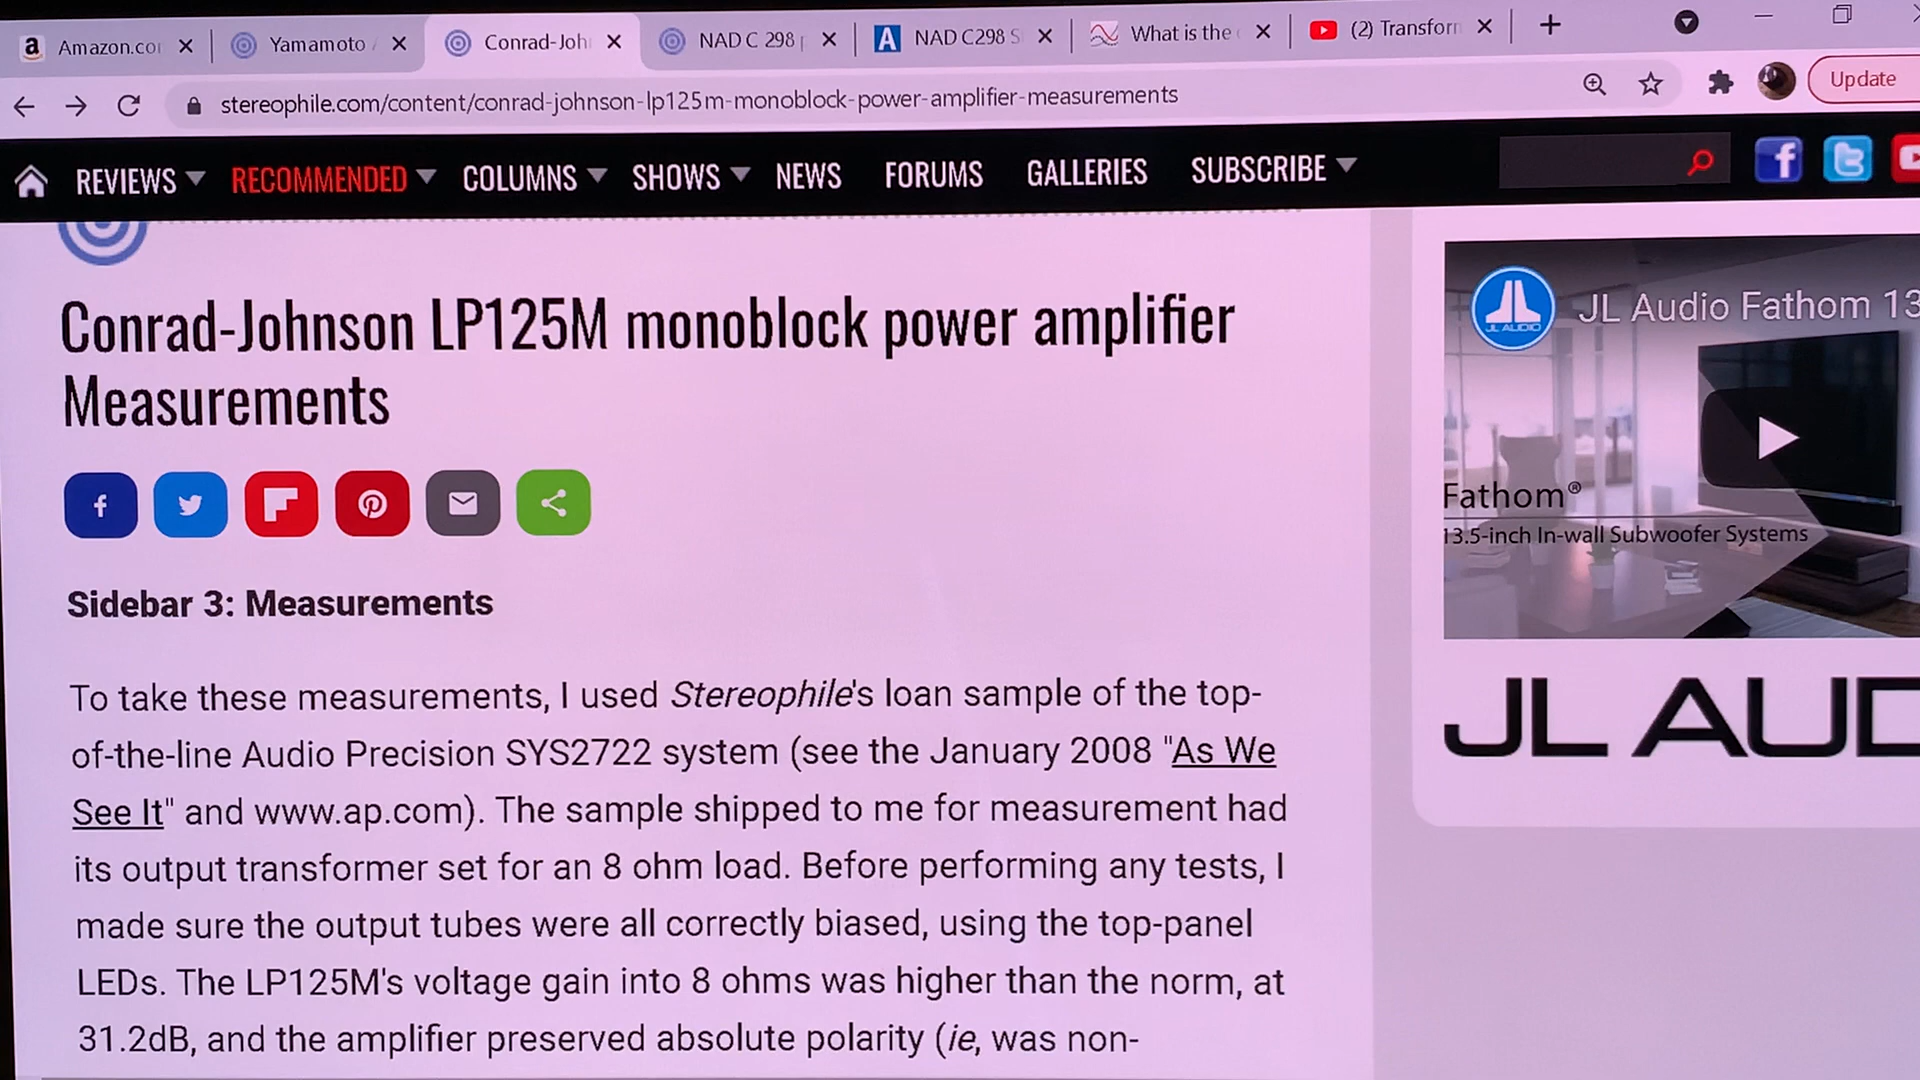 a Amazon.co
Yamamoto
Conrad-Joh
NAD C 298
A NAD C298 S
What is the
(2) Transforr
stereophile.com/content/conrad-johnson-lp125m-monoblock-power-amplifier-measurements
Update
REVIEWS RECOMMENDED COLUMNS SHOWS NEWS FORUMS GALLERIES SUBSCRIBE
Conrad-Johnson LP125M monoblock power amplifier
Measurements
Sidebar 3: Measurements
To take these measurements, I used Stereophile's loan sample of the top-
of-the-line Audio Precision SYS2722 system (see the January 2008 "As We
See It" and www.ap.com). The sample shipped to me for measurement had
its output transformer set for an 8 ohm load. Before performing any tests, I
made sure the output tubes were all correctly biased, using the top-panel
LEDs. The LP125M's voltage gain into 8 ohms was higher than the norm, at
31.2dB, and the amplifier preserved absolute polarity (ie, was non-
JL AUDIO
JL Audio Fathom 13
Fathom®
13.5-inch In-wall Subwoofer Systems
JL AUD